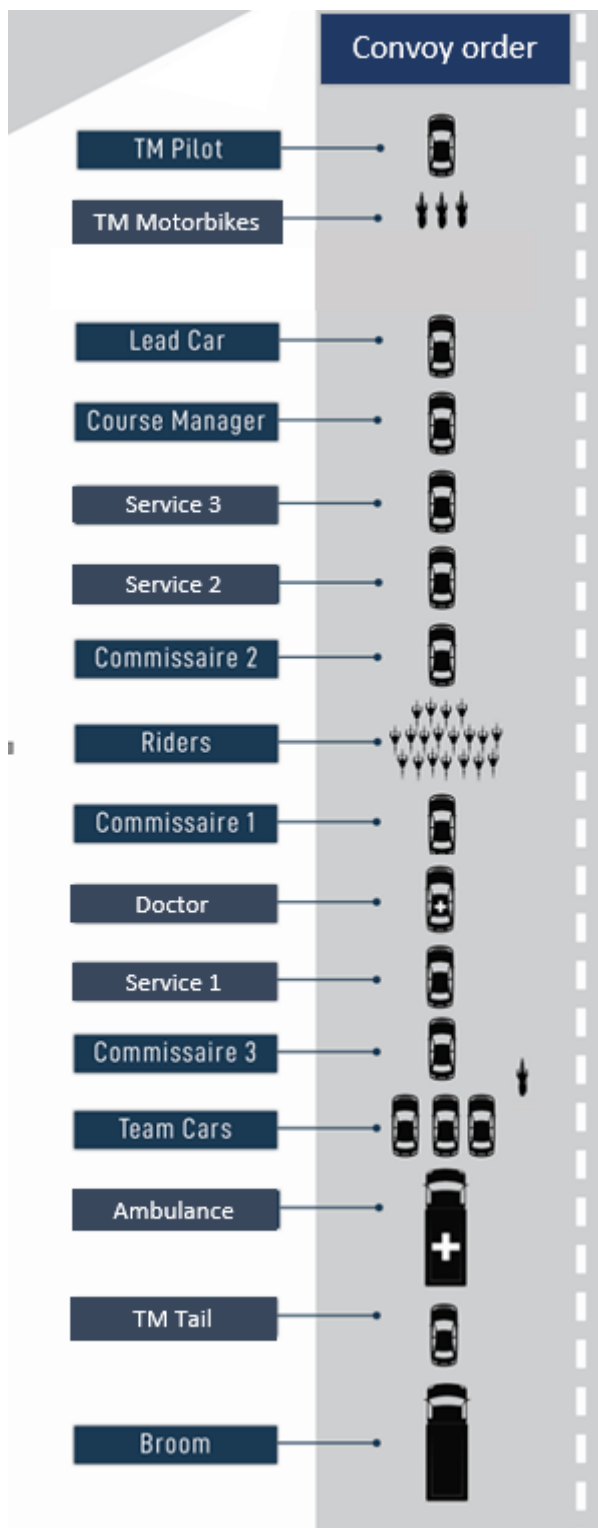 Convoy order
TM Pilot
TM Motorbikes
Lead Car
Course Manager
Service 3
Service 2
Commissaire 2
Riders
Commissaire 1
Doctor
Service 1
Commissaire 3
Team Cars
Ambulance
TM Tail
Broom